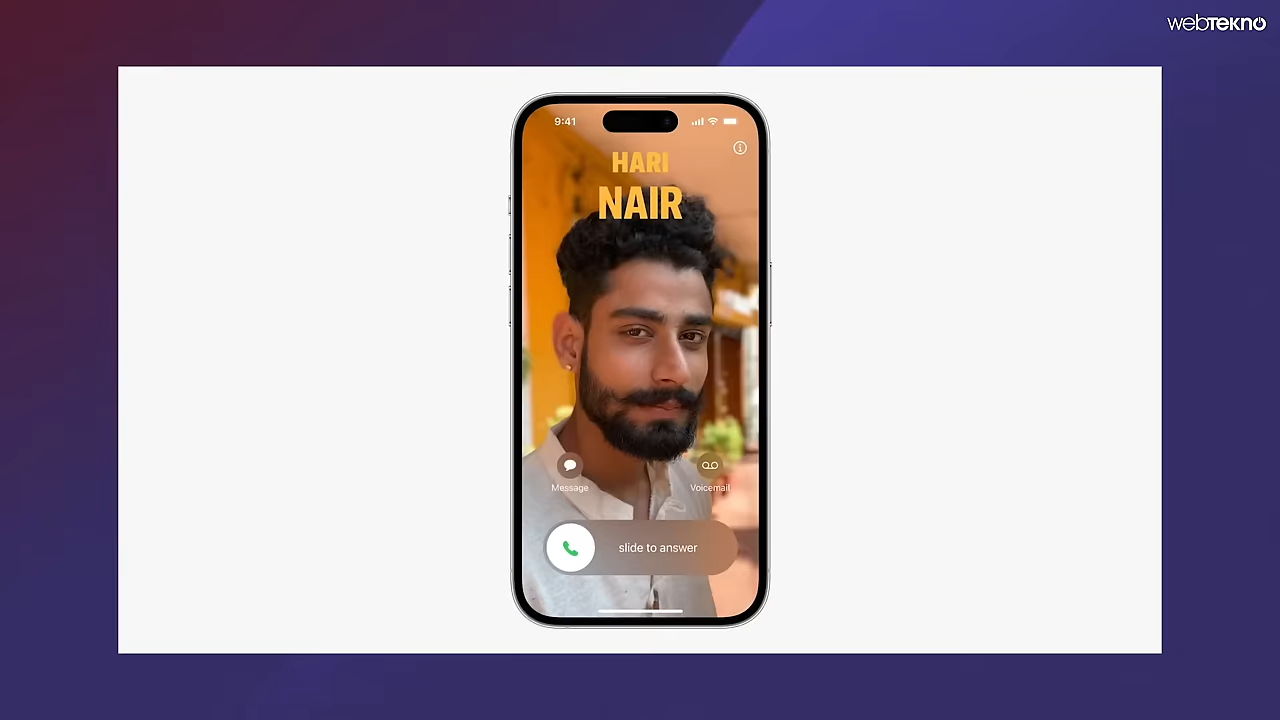 webtekno
9:41
HARI
NAIR
Message
Voicemail
slide to answer